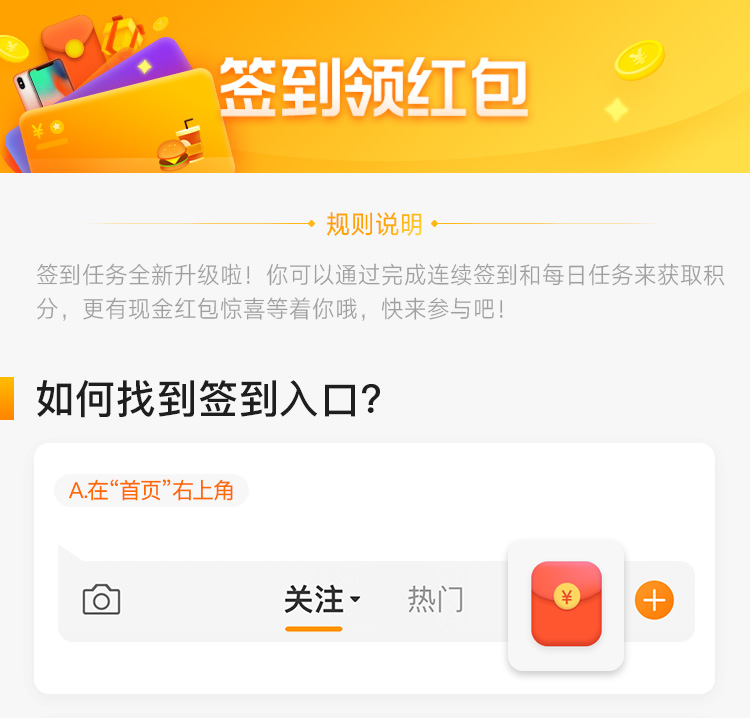 签到领红包
规则说明
签到任务全新升级啦！你可以通过完成连续签到和每日任务来获取积
分，更有现金红包惊喜等着你哦，快来参与吧！
如何找到签到入口？
A.在“首页”右上角
关注
热门
¥